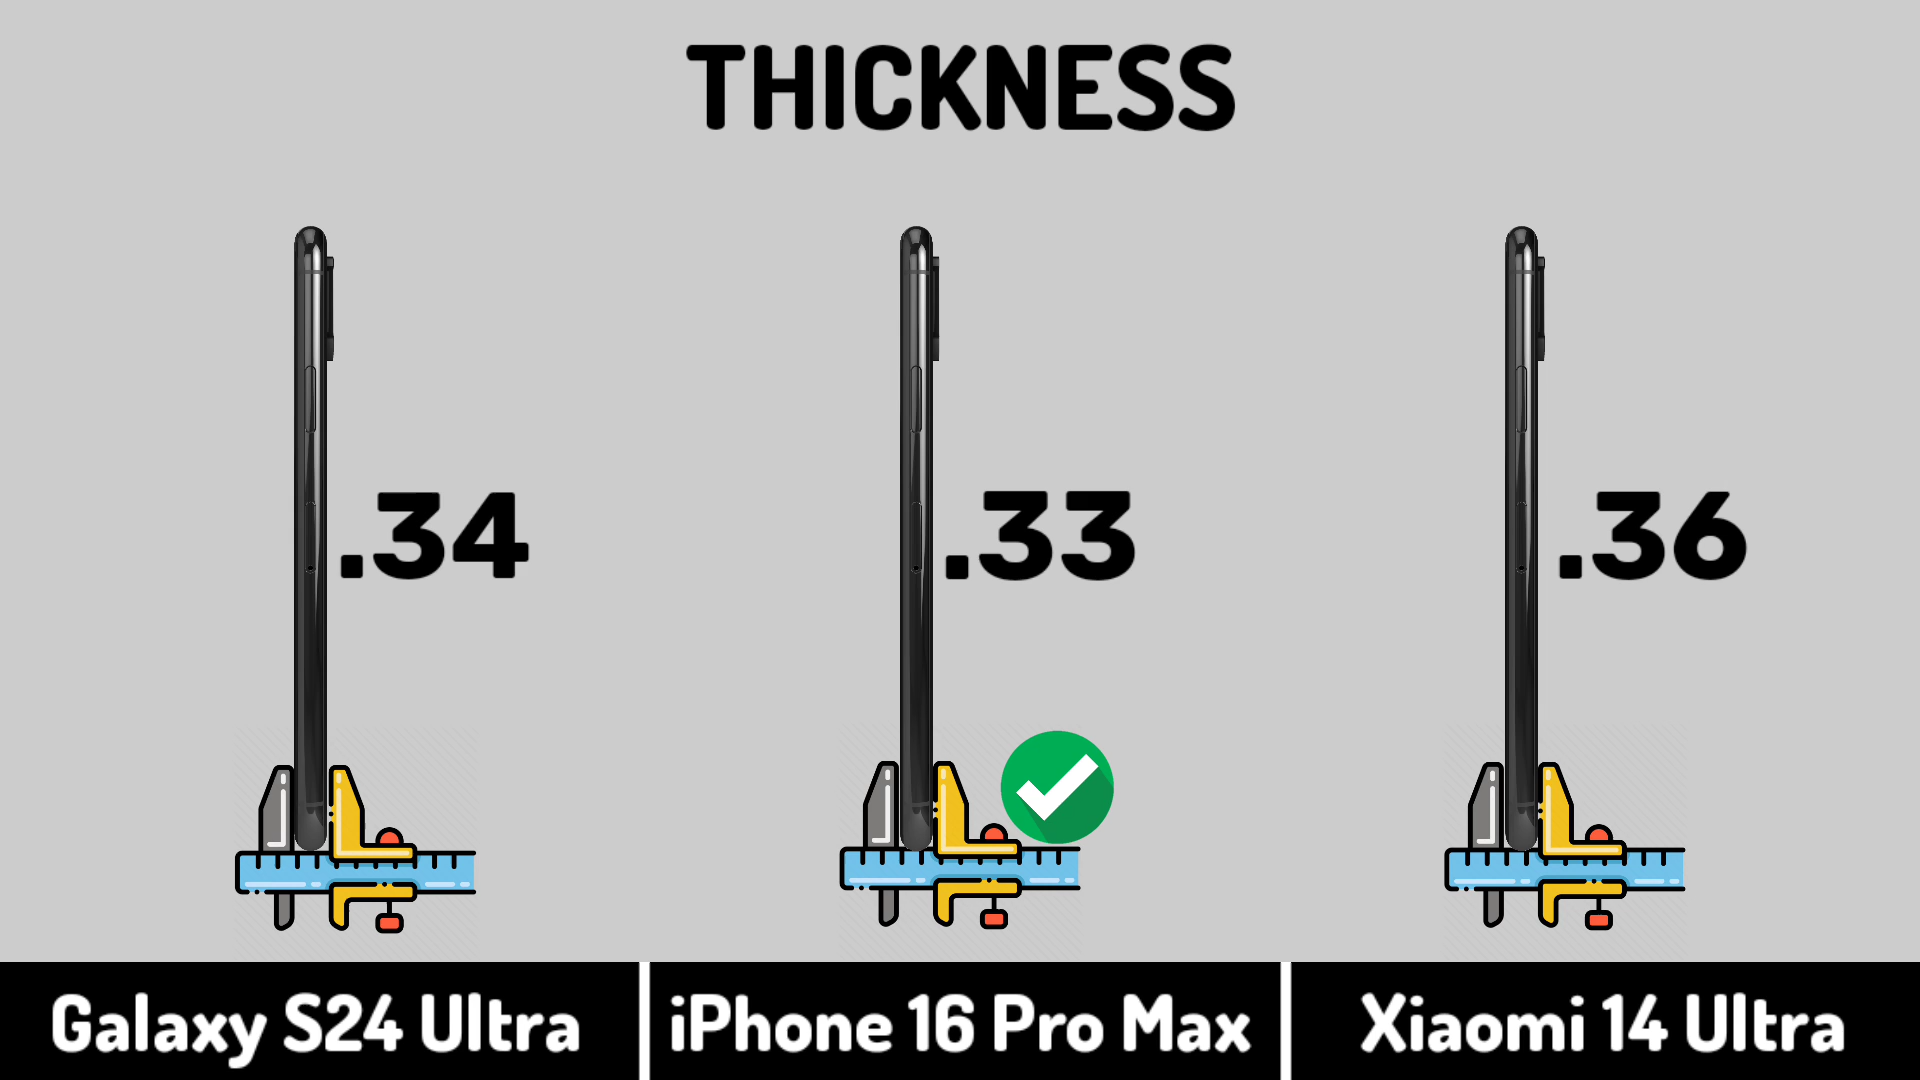 THICKNESS
.34
.33
.36
Galaxy S24 Ultra
iPhone 16 Pro Max
Xiaomi 14 Ultra